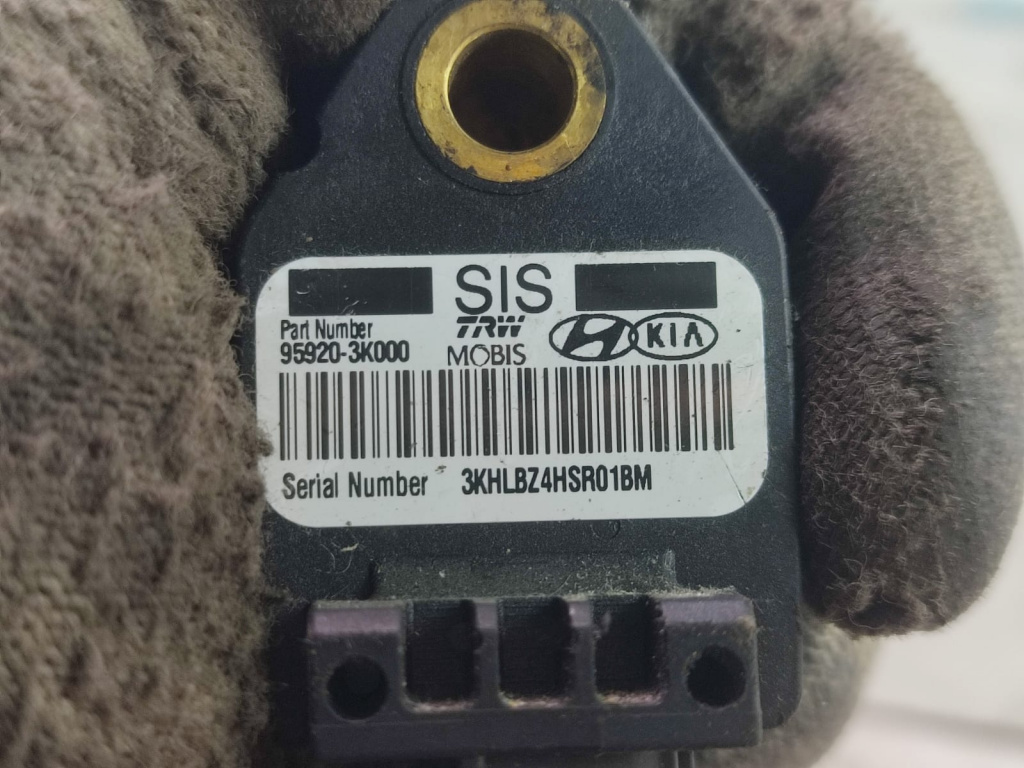 SIS
Part Number TRW KIA
95920-3K000 MOBIS
Serial Number 3KHLBZ4HSR01BM